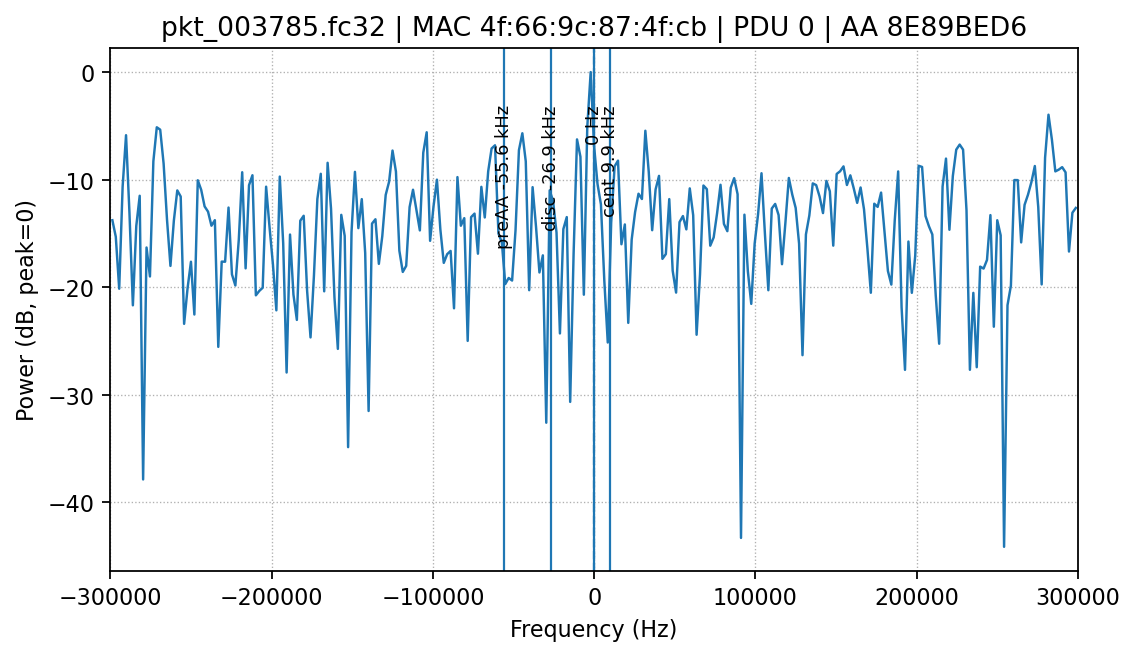 pkt_003785.fc32 | MAC 4f:66:9c:87:4f:cb | PDU 0 | AA 8E89BED6
Power (dB, peak=0)
0
−10
−20
−30
−40
preAA -55.6 kHz
disc -26.9 kHz
0 Hz
cent 9.9 kHz
−300000
−200000
−100000
0
100000
200000
300000
Frequency (Hz)